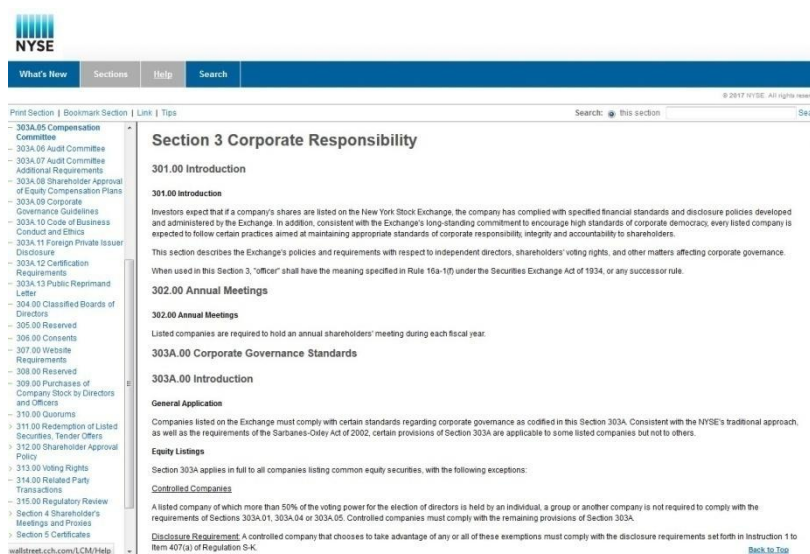 NYSE
What's New Sections Help Search
© 2017 NYSE. All rights
Print Section | Bookmark Section | Link | Tips
Search: this section
303A.05 Compensation
Committee
303A.06 Audit Committee
303A.07 Audit Committee
Additional Requirements
303A.08 Shareholder Approval
of Equity Compensation Plans
303A.09 Corporate
Governance Guidelines
303A.10 Code of Business
Conduct and Ethics
303A.11 Foreign Private Issuer
Disclosure
303A.12 Certification
Requirements
303A.13 Public Reprimand
Letter
304.00 Classified Boards of
Directors
305.00 Reserved
306.00 Consents
307.00 Website
Requirements
308.00 Reserved
309.00 Purchases of
Company Stock by Directors
and Officers
310.00 Quorums
311.00 Redemption of Listed
Securities, Tender Offers
312.00 Shareholder Approval
Policy
313.00 Voting Rights
314.00 Related Party
Transactions
315.00 Regulatory Review
Section 4 Shareholder's
Meetings and Proxies
Section 5 Certificates
wallstreet.cch.com/LCM/Help
Section 3 Corporate Responsibility
301.00 Introduction
301.00 Introduction
Investors expect that if a company's shares are listed on the New York Stock Exchange, the company has complied with specified financial standards and disclosure policies developed
and administered by the Exchange. In addition, consistent with the Exchange's long-standing commitment to encourage high standards of corporate democracy, every listed company is
expected to follow certain practices aimed at maintaining appropriate standards of corporate responsibility, integrity and accountability to shareholders.
This section describes the Exchange's policies and requirements with respect to independent directors, shareholders' voting rights, and other matters affecting corporate governance.
When used in this Section 3, "officer" shall have the meaning specified in Rule 16a-1(f) under the Securities Exchange Act of 1934, or any successor rule.
302.00 Annual Meetings
302.00 Annual Meetings
Listed companies are required to hold an annual shareholders' meeting during each fiscal year.
303A.00 Corporate Governance Standards
303A.00 Introduction
General Application
Companies listed on the Exchange must comply with certain standards regarding corporate governance as codified in this Section 303A. Consistent with the NYSE's traditional approach,
as well as the requirements of the Sarbanes-Oxley Act of 2002, certain provisions of Section 303A are applicable to some listed companies but not to others.
Equity Listings
Section 303A applies in full to all companies listing common equity securities, with the following exceptions:
Controlled Companies
A listed company of which more than 50% of the voting power for the election of directors is held by an individual, a group or another company is not required to comply with the
requirements of Sections 303A.01, 303A.04 or 303A.05. Controlled companies must comply with the remaining provisions of Section 303A.
Disclosure Requirement: A controlled company that chooses to take advantage of any or all of these exemptions must comply with the disclosure requirements set forth in Instruction 1 to
Item 407(a) of Regulation S-K.
Back to Top